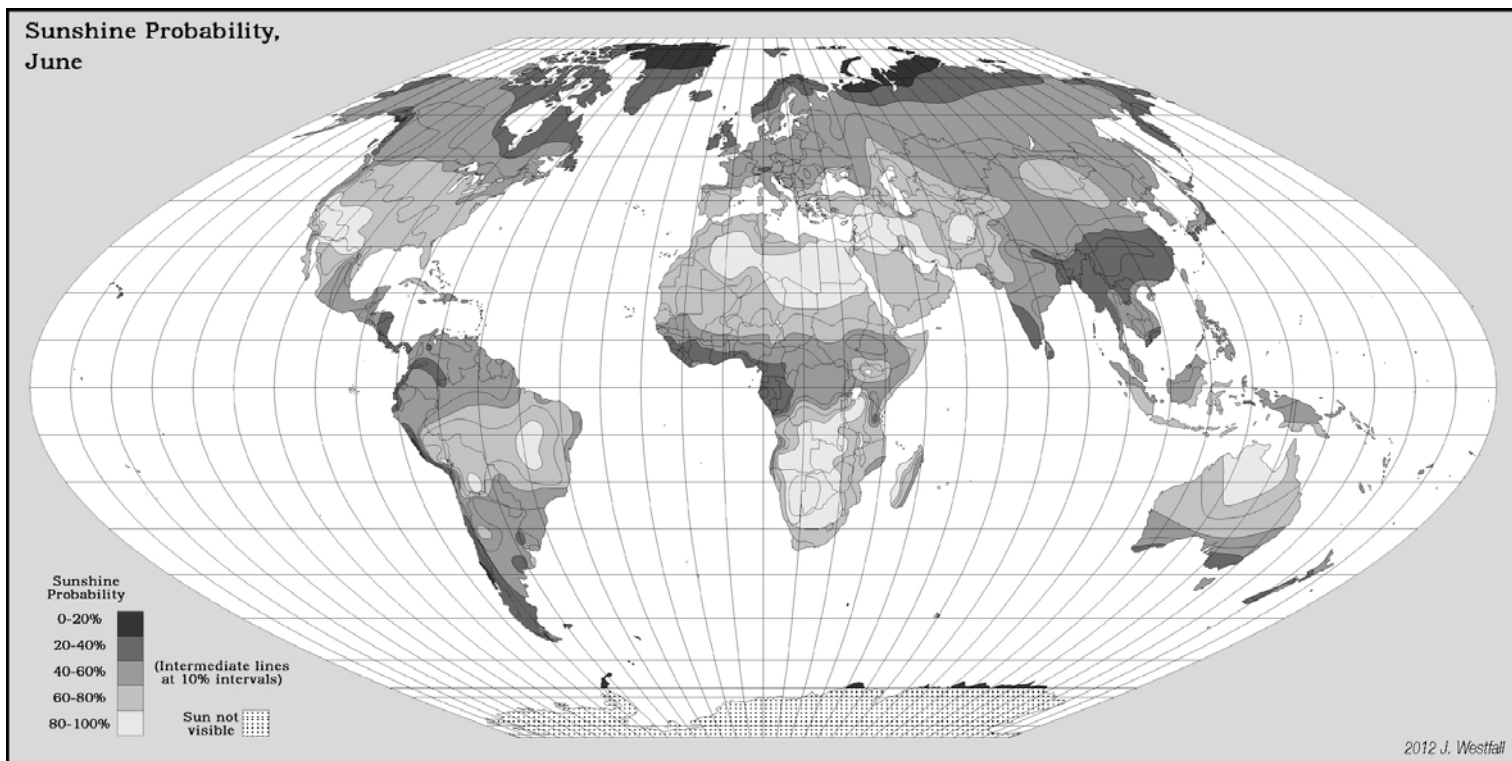 Sunshine Probability,
June
Sunshine
Probability
0-20%
20-40%
40-60%
60-80%
80-100%
(Intermediate lines
at 10% intervals)
Sun not
visible
2012 J. Westfall